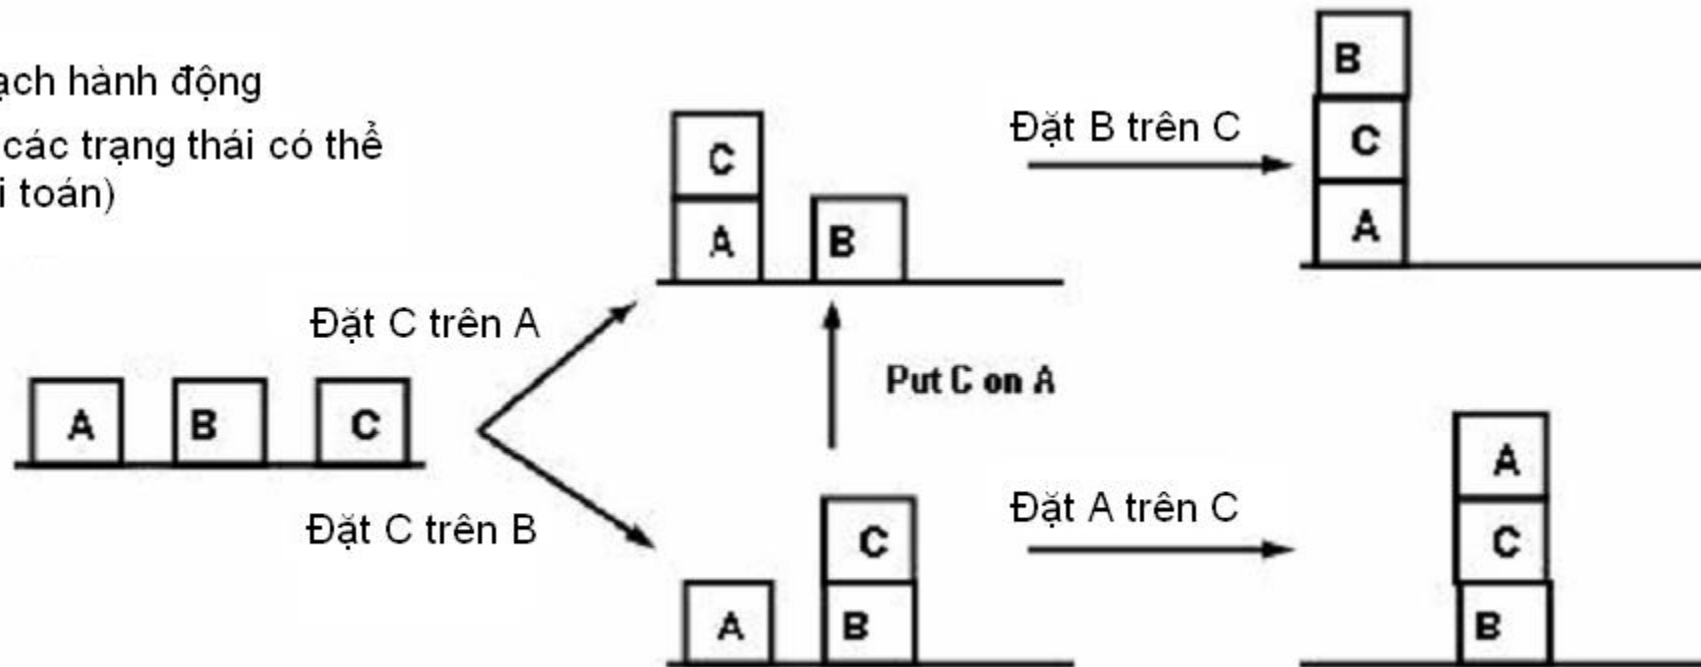 ạch hành động
các trạng thái có thể
i toán)
B
C
A
Đặt B trên C
C
A
B
Đặt C trên A
Put C on A
A
B
C
Đặt C trên B
A
C
B
Đặt A trên C
A
C
B